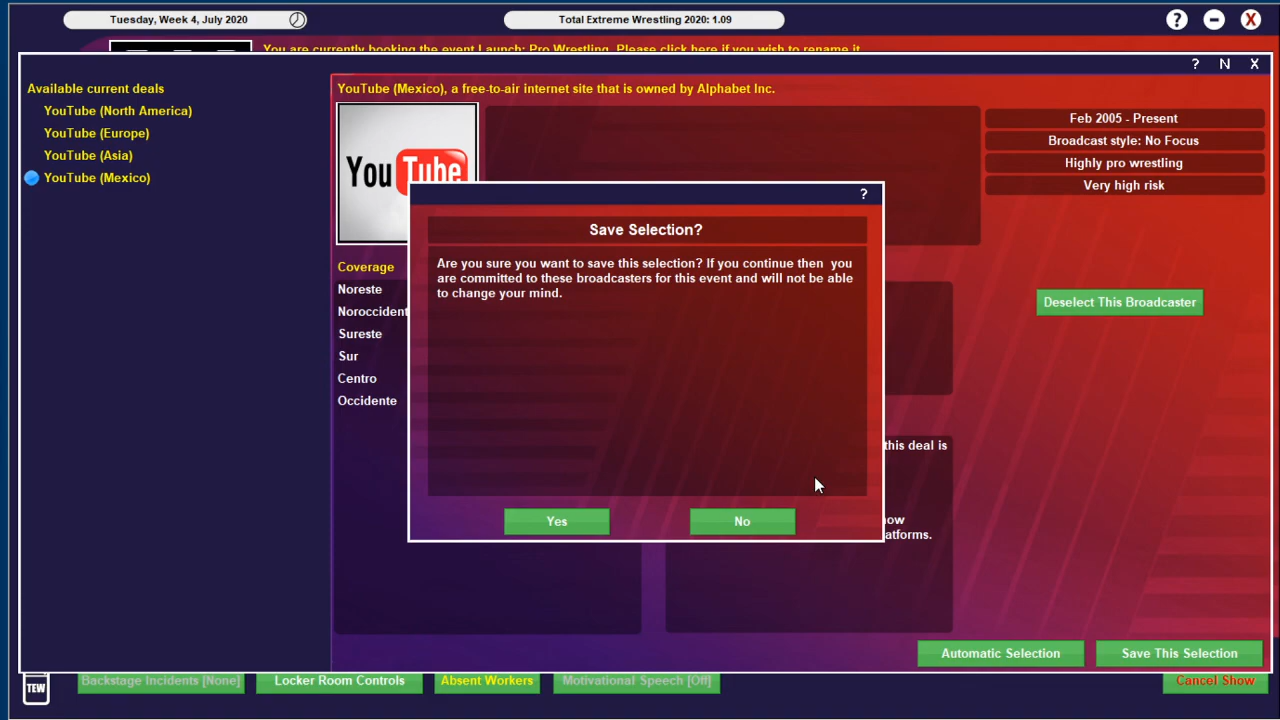 Tuesday, Week 4, July 2020
Total Extreme Wrestling 2020: 1.09
?
You are currently booking the event Launch: Pro Wrestling. Please click here if you wish to rename it.
? N X
Available current deals
YouTube (North America)
YouTube (Europe)
YouTube (Asia)
YouTube (Mexico)
YouTube (Mexico), a free-to-air internet site that is owned by Alphabet Inc.
You Tube
Feb 2005 - Present
Broadcast style: No Focus
Highly pro wrestling
Very high risk
Coverage
Noreste
Noroccident
Sureste
Sur
Centro
Occidente
?
Save Selection?
Are you sure you want to save this selection? If you continue then you
are committed to these broadcasters for this event and will not be able
to change your mind.
Yes
No
Deselect This Broadcaster
this deal is
ow
atforms.
Automatic Selection
Save This Selection
TEW
Backstage Incidents [None]
Locker Room Controls
Absent Workers
Motivational Speech [Off]
Cancel Show